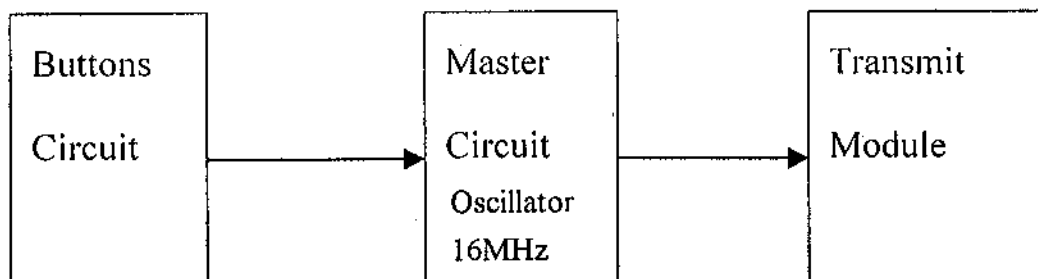 Buttons
Circuit
Master
Circuit
Oscillator
16MHz
Transmit
Module